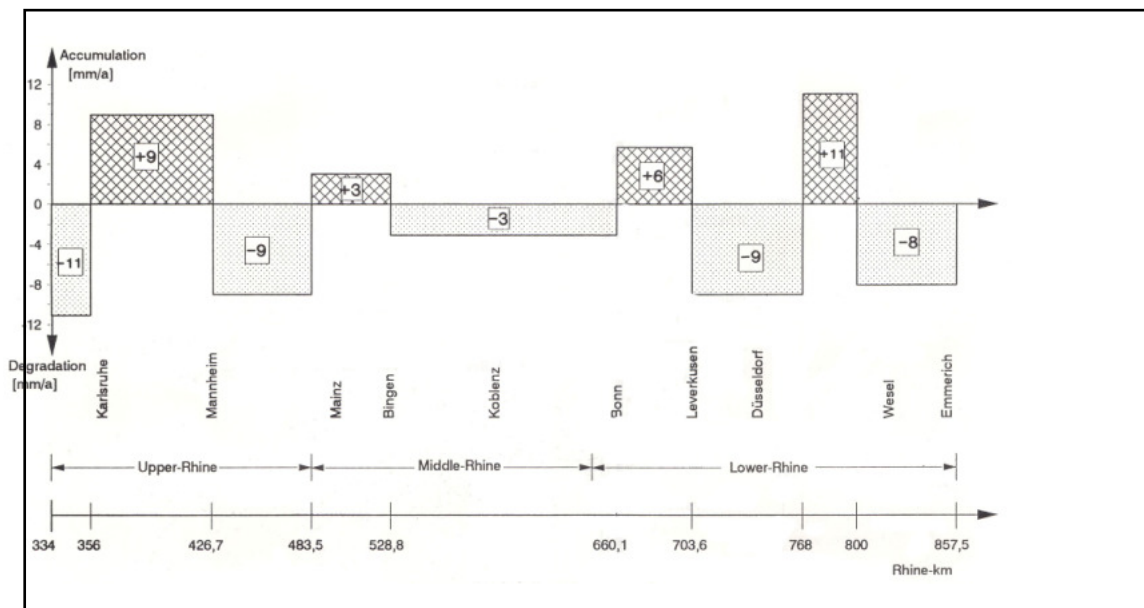 Accumulation
[mm/a]
12
8
4
0
-4
-8
-12
Degradation
[mm/a]
-11
+9
-9
+3
-3
+6
-9
+11
-8
Karlsruhe
Mannheim
Mainz
Bingen
Koblenz
Bonn
Leverkusen
Düsseldorf
Wesel
Emmerich
Upper-Rhine
Middle-Rhine
Lower-Rhine
334 356 426,7 483,5 528,8 660,1 703,6 768 800 857,5
Rhine-km